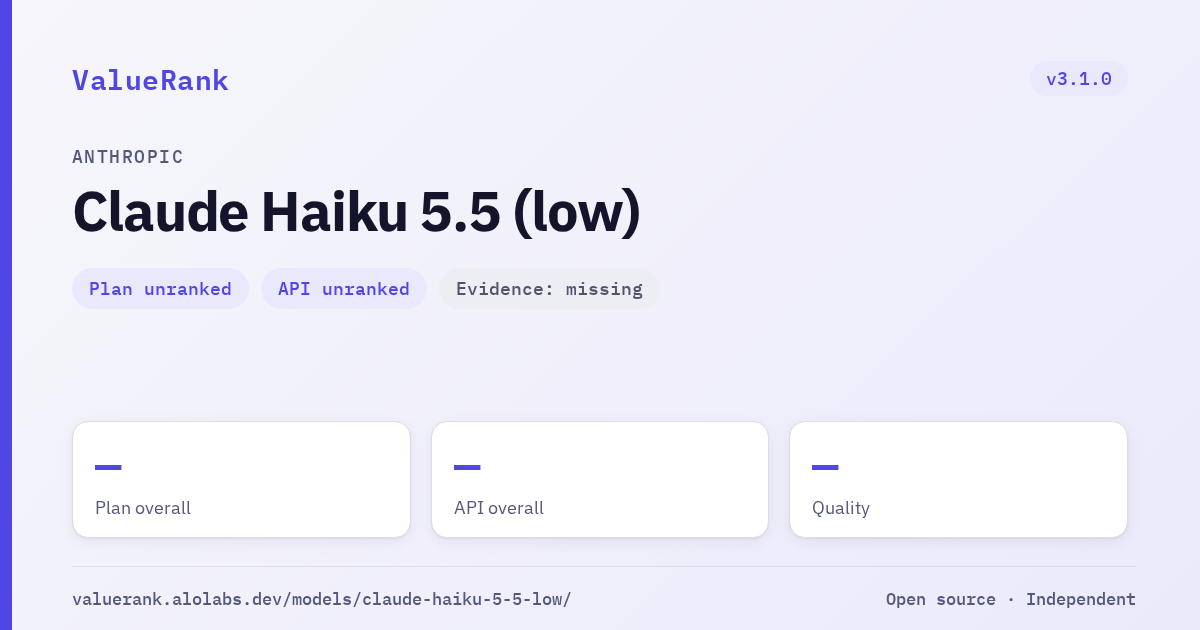 ValueRank
v3.1.0
ANTHROPIC
Claude Haiku 5.5 (low)
Plan unranked
API unranked
Evidence: missing
—
—
—
Plan overall
API overall
Quality
valuerank.alolabs.dev/models/claude-haiku-5-5-low/
Open source · Independent